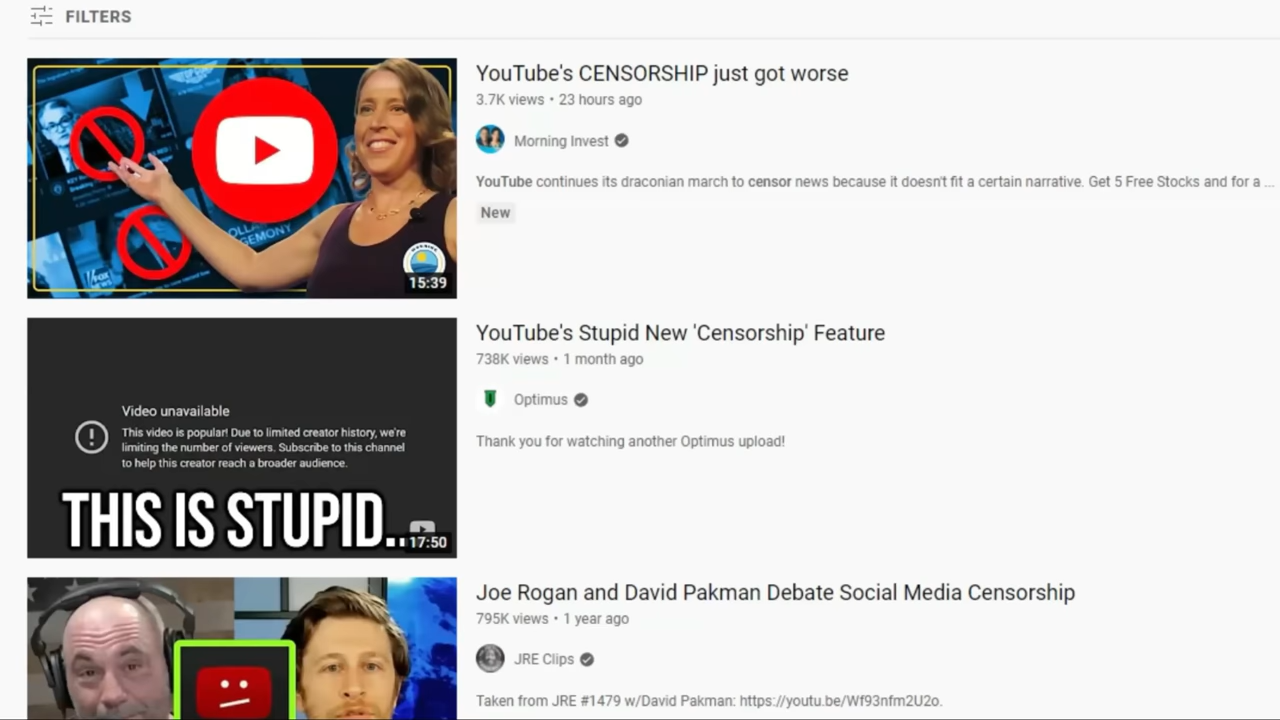 FILTERS
YouTube's CENSORSHIP just got worse
3.7K views • 23 hours ago
Morning Invest
YouTube continues its draconian march to censor news because it doesn't fit a certain narrative. Get 5 Free Stocks and for a ...
New
FOX
15:39
YouTube's Stupid New 'Censorship' Feature
738K views • 1 month ago
Optimus
Thank you for watching another Optimus upload!
Video unavailable
This video is popular! Due to limited creator history, we're
limiting the number of viewers. Subscribe to this channel
to help this creator reach a broader audience.
THIS IS STUPID..
17:50
Joe Rogan and David Pakman Debate Social Media Censorship
795K views • 1 year ago
JRE Clips
Taken from JRE #1479 w/David Pakman: https://youtu.be/Wf93nfm2U2o.